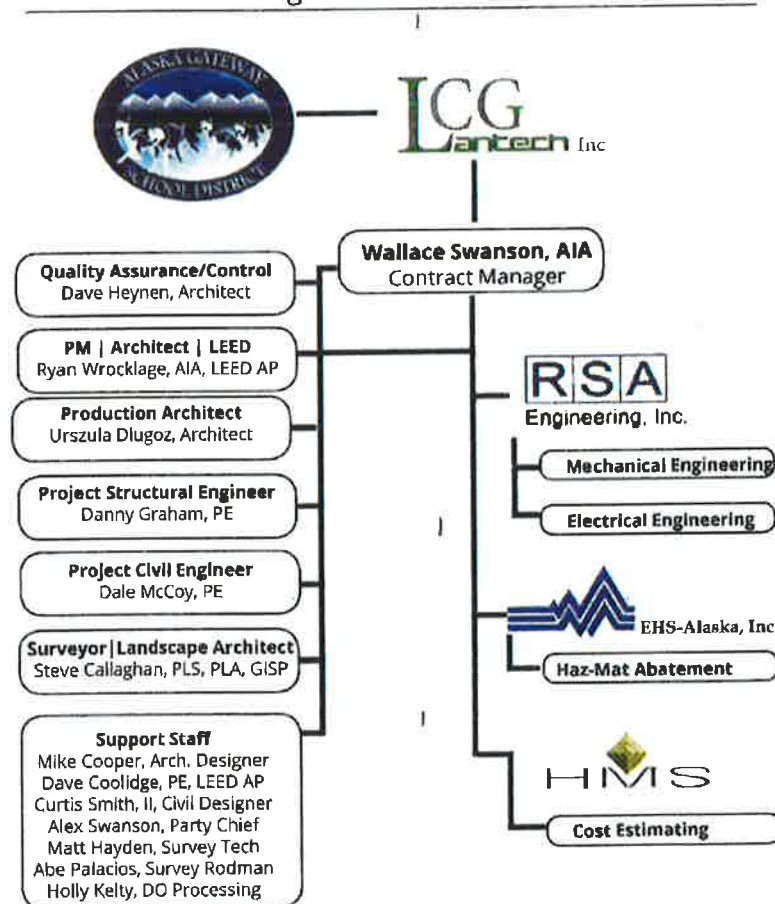 ALASKA GATEWAY
SCHOOL DISTRICT
LCG
Lantech Inc
Wallace Swanson, AIA
Contract Manager
Quality Assurance/Control
Dave Heynen, Architect
PM | Architect | LEED
Ryan Wrocklage, AIA, LEED AP
Production Architect
Urszula Dlugoz, Architect
Project Structural Engineer
Danny Graham, PE
Project Civil Engineer
Dale McCoy, PE
Surveyor|Landscape Architect
Steve Callaghan, PLS, PLA, GISP
Support Staff
Mike Cooper, Arch. Designer
Dave Coolidge, PE, LEED AP
Curtis Smith, II, Civil Designer
Alex Swanson, Party Chief
Matt Hayden, Survey Tech
Abe Palacios, Survey Rodman
Holly Kelty, DO Processing
RSA
Engineering, Inc.
Mechanical Engineering
Electrical Engineering
EHS-Alaska, Inc
Haz-Mat Abatement
HMS
Cost Estimating